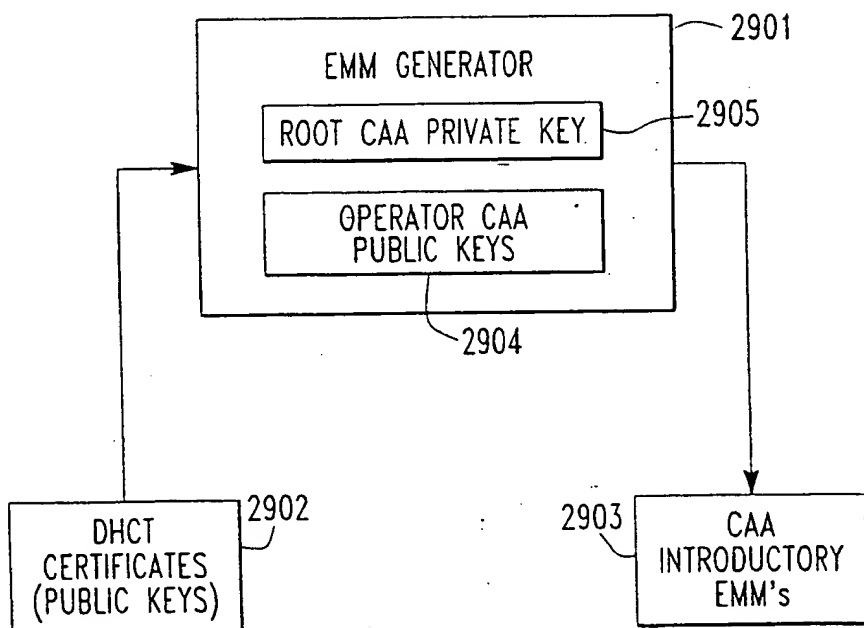 2901
EMM GENERATOR
2905
ROOT CAA PRIVATE KEY
OPERATOR CAA
PUBLIC KEYS
2904
2902
DHCT
CERTIFICATES
(PUBLIC KEYS)
2903
CAA
INTRODUCTORY
EMM's